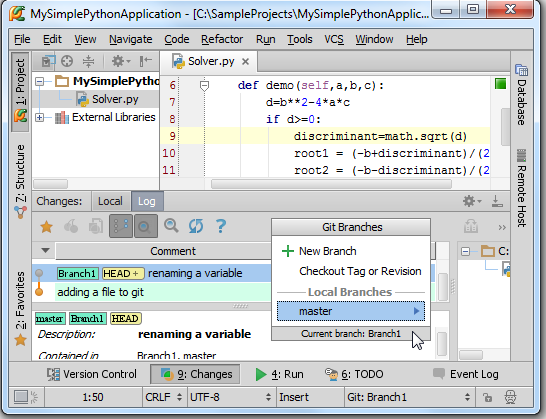 MySimplePythonApplication - [C:\SampleProjects\MySimplePythonApplic...
File Edit View Navigate Code Refactor Run Tools VCS Window Help
1: Project
7: Structure
2: Favorites
MySimplePytho
Solver.py
External Libraries
Solver.py
6 def demo(self,a,b,c):
7 d=b**2-4*a*c
8 if d>=0:
9 discriminant=math.sqrt(d)
10 root1 = (-b+discriminant)/(2
11 root2 = (-b-discriminant)/(2
Database
Remote Host
Changes: Local Log
Comment
Branch1 HEAD + renaming a variable
adding a file to git
master Branch1 HEAD
Description: renaming a variable
Contained in Branch1, master
C:
Git Branches
New Branch
Checkout Tag or Revision
Local Branches
master
Current branch: Branch1
Version Control 9: Changes 4: Run 6: TODO Event Log
1:50 CRLF UTF-8 Insert Git: Branch1